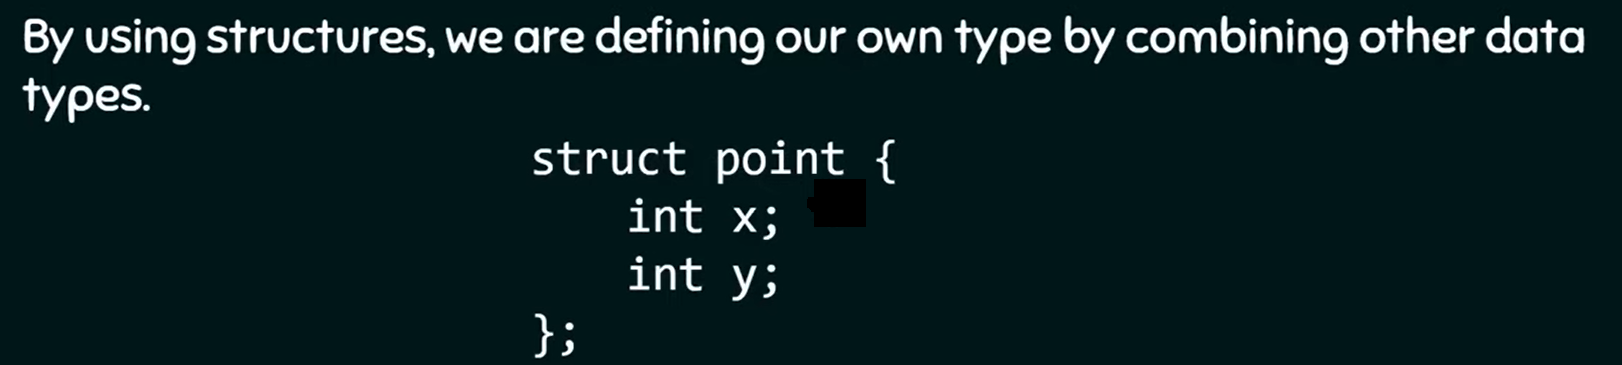 By using structures, we are defining our own type by combining other data
types.
struct point {
    int x;
    int y;
};